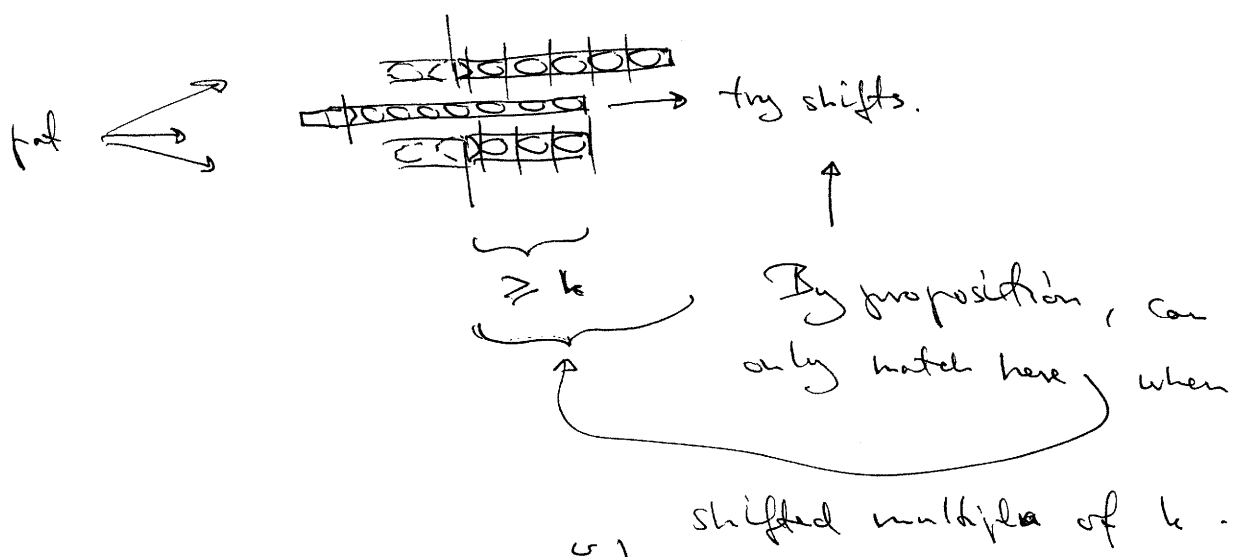 pat
try shifts.
≥ k
By proposition, can
only match here, when
shifted multiple of k.